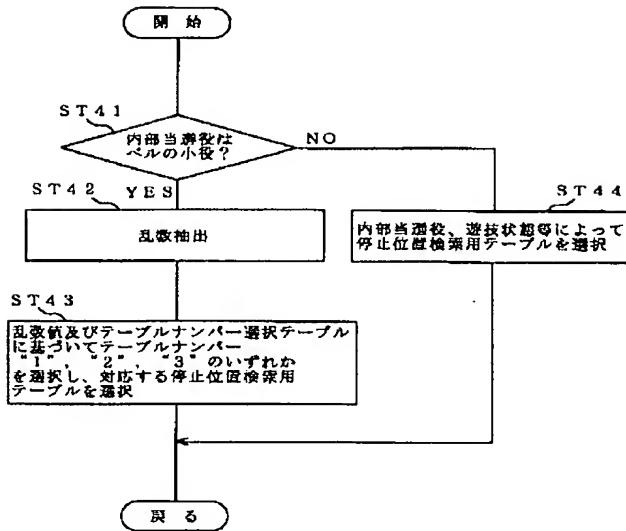 開 始
ST41
内部当選役は
ベルの小役?
NO
ST42
YES
ST44
乱数抽出
内部当選役、遊技状態等によって
停止位置検索用テーブルを選択
ST43
乱数値及びテーブルナンバー選択テーブル
に基づいてテーブルナンバー
“1”，“2”，“3”のいずれか
を選択し、対応する停止位置検索用
テーブルを選択
戻 る